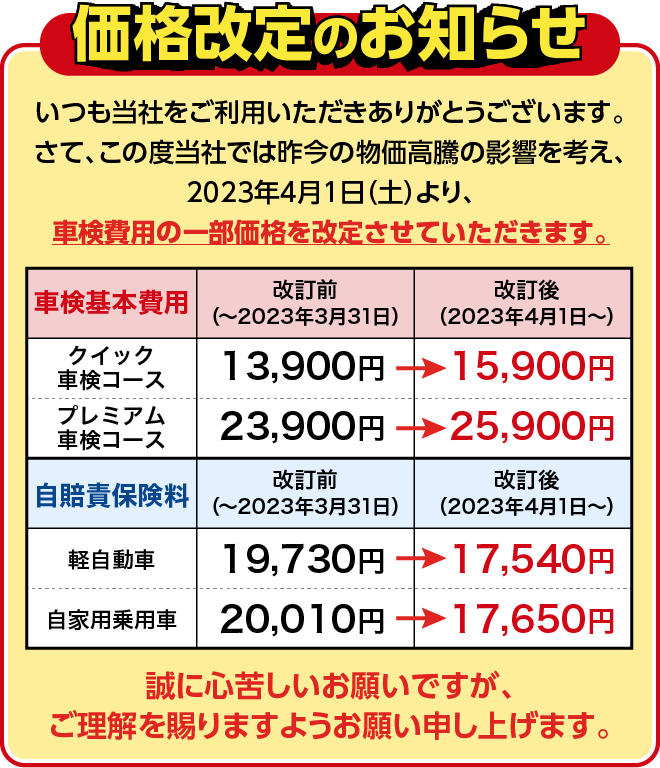 価格改定のお知らせ
いつも当社をご利用いただきありがとうございます。
さて、この度当社では昨今の物価高騰の影響を考え、
2023年4月1日(土)より、
車検費用の一部価格を改定させていただきます。
車検基本費用 改訂前 (〜2023年3月31日) 改訂後 (2023年4月1日〜)
クイック車検コース 13,900円 → 15,900円
プレミアム車検コース 23,900円 → 25,900円
自賠責保険料 改訂前 (〜2023年3月31日) 改訂後 (2023年4月1日〜)
軽自動車 19,730円 → 17,540円
自家用乗用車 20,010円 → 17,650円
誠に心苦しいお願いですが、
ご理解を賜りますようお願い申し上げます。